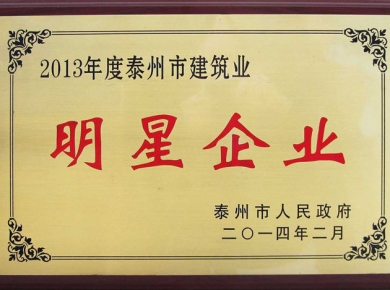 2013年度泰州市建筑业
明星企业
泰州市人民政府
二〇一四年二月